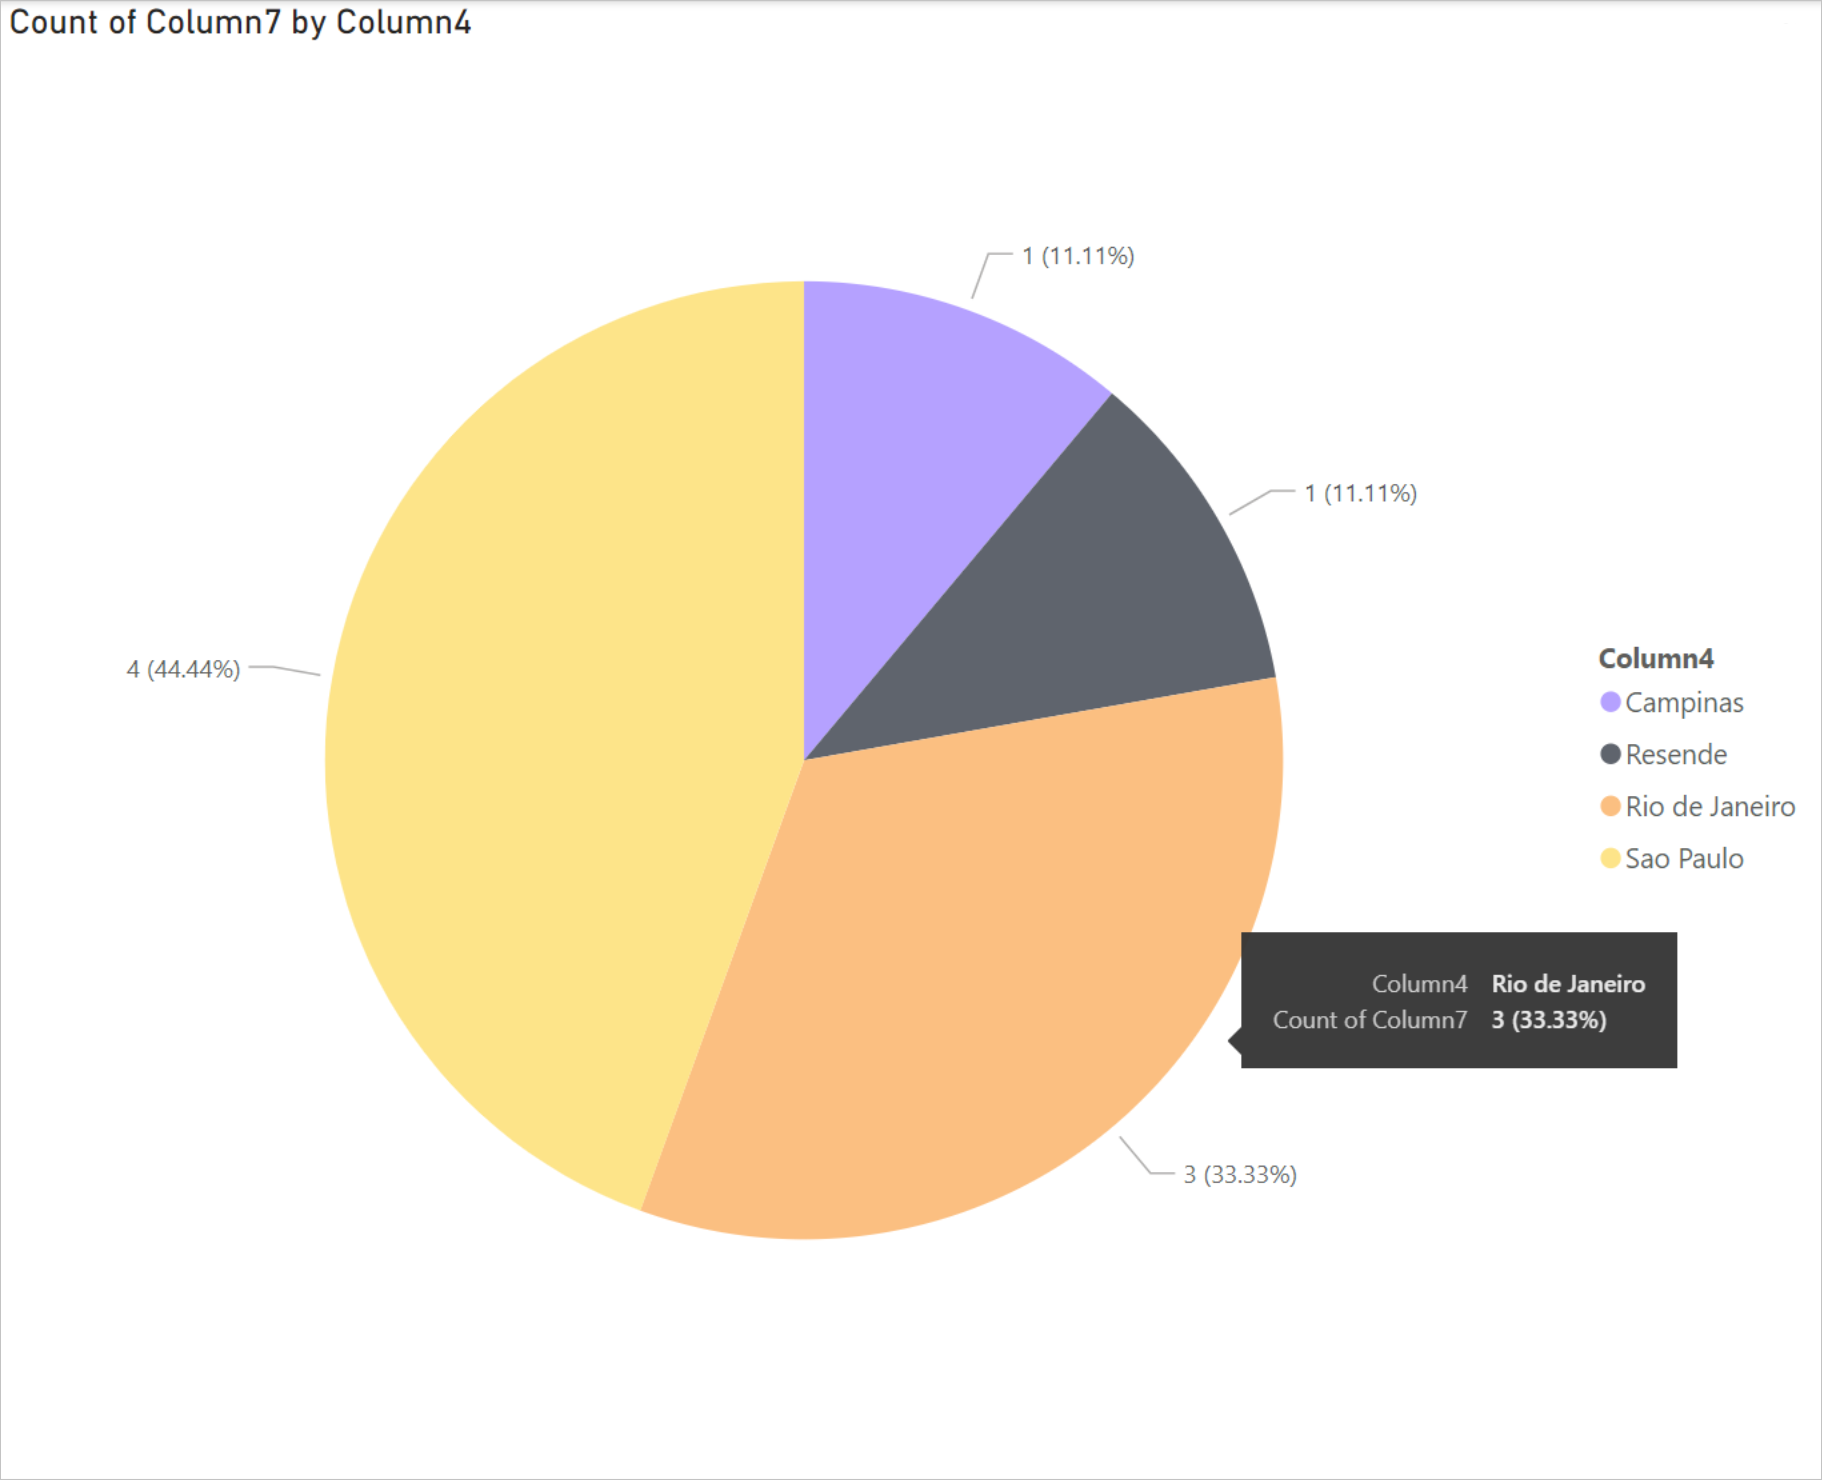 Count of Column7 by Column4
1 (11.11%)
1 (11.11%)
4 (44.44%)
3 (33.33%)
Column4
Campinas
Resende
Rio de Janeiro
Sao Paulo
Column4 Rio de Janeiro
Count of Column7 3 (33.33%)